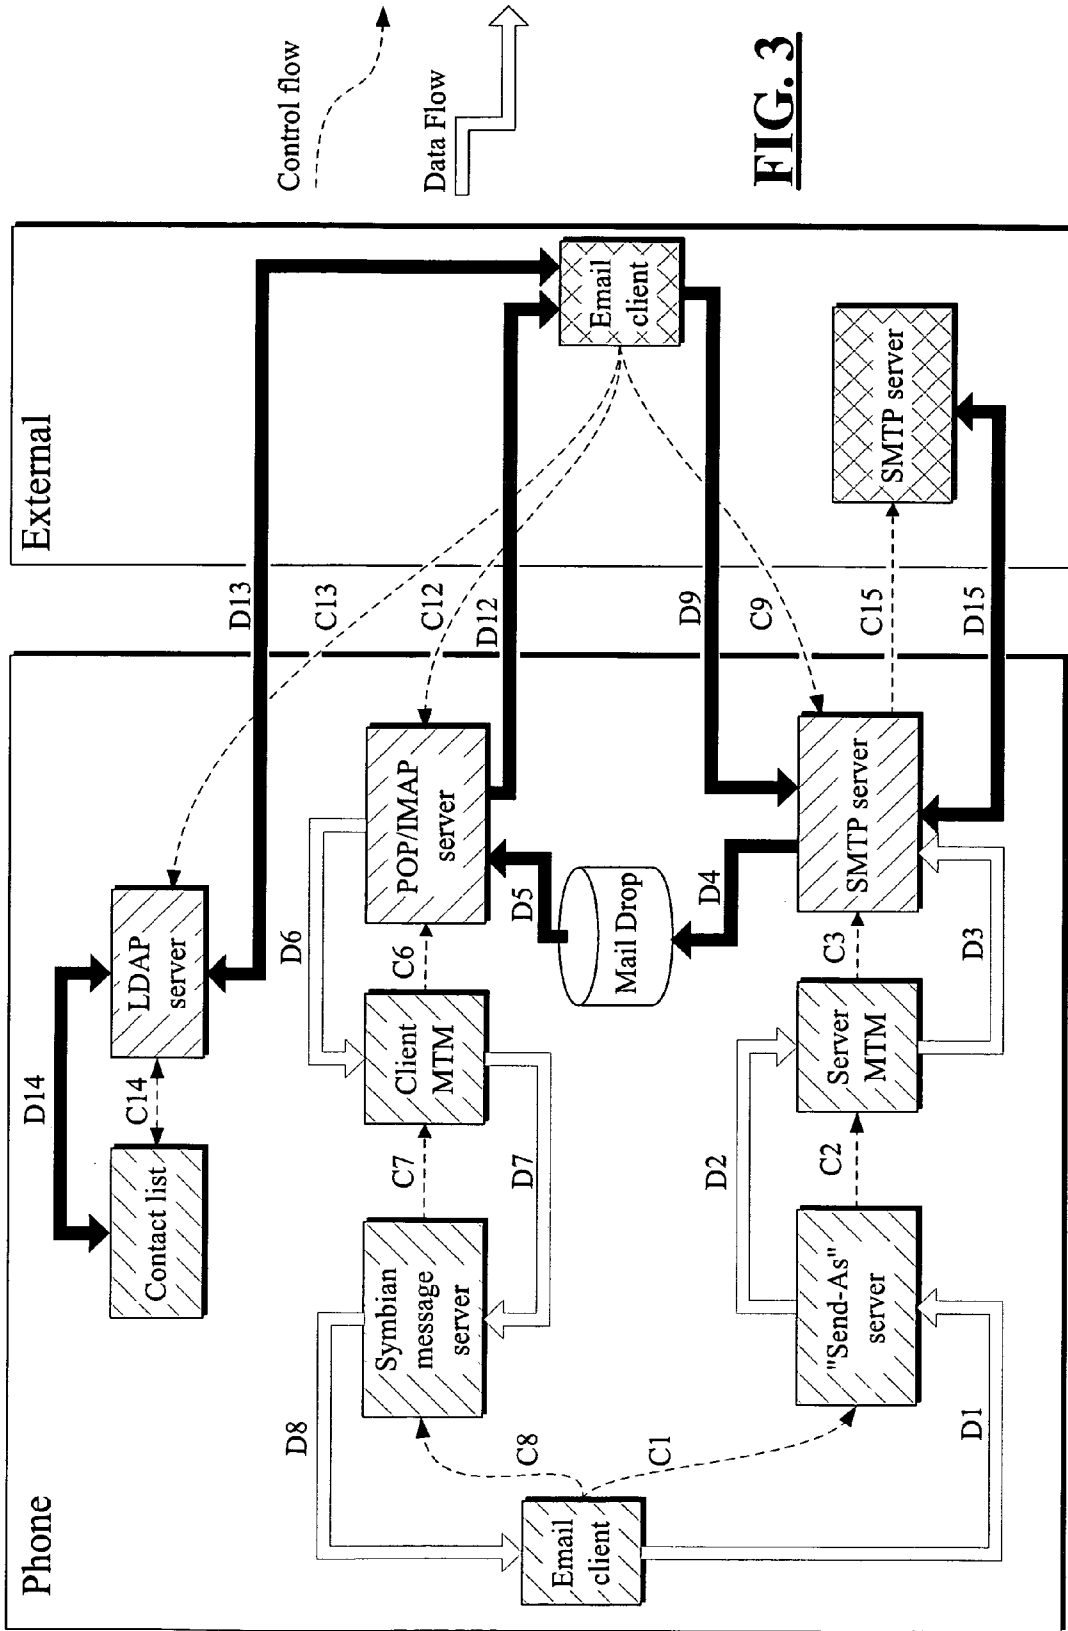 Phone
External
D14
Contact list
C14
LDAP
server
D13
C13
D8
Symbian
message
server
C7
D7
D6
Client
MTM
C6
POP/IMAP
server
C12
D12
D5
Mail Drop
D4
Email
client
C8
C1
D9
C9
Email
client
D2
"Send-As"
server
C2
Server
MTM
C3
SMTP server
C15
SMTP server
D1
D3
D15
Control flow
Data Flow
FIG. 3